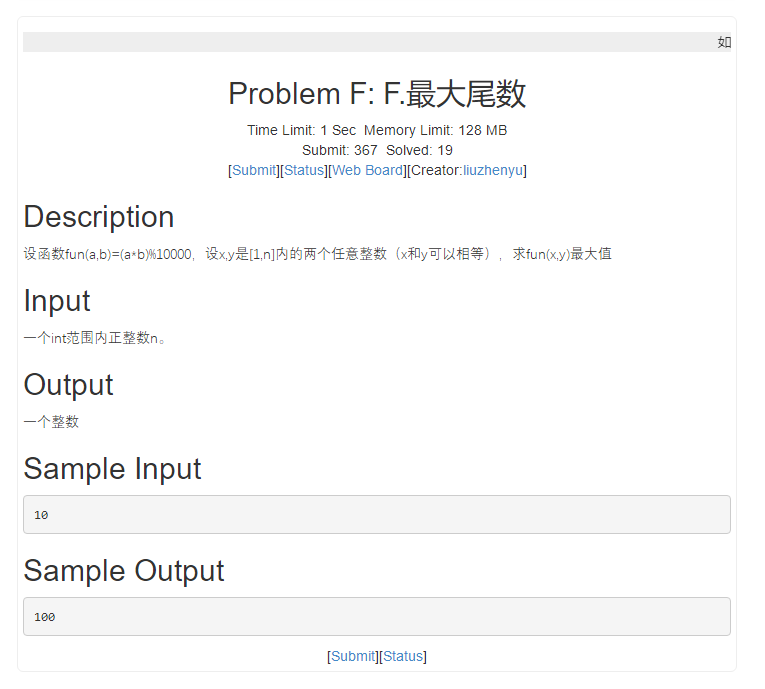 如
Problem F: F.最大尾数
Time Limit: 1 Sec  Memory Limit: 128 MB
Submit: 367  Solved: 19
[Submit][Status][Web Board][Creator:liuzhenyu]
Description
设函数fun(a,b)=(a*b)%10000，设x,y是[1,n]内的两个任意整数（x和y可以相等），求fun(x,y)最大值
Input
一个int范围内正整数n。
Output
一个整数
Sample Input
10
Sample Output
100
[Submit][Status]